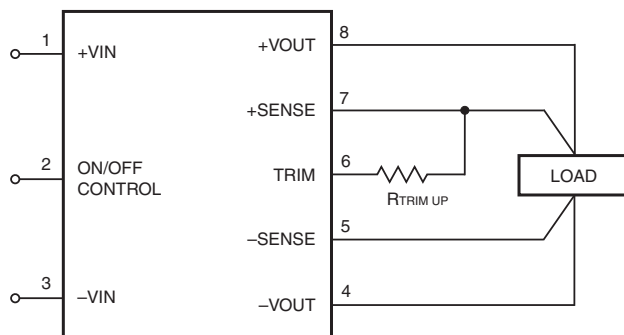 1
+VIN
2
ON/OFF
CONTROL
3
–VIN
+VOUT
8
+SENSE
7
TRIM
6
RTRIM UP
–SENSE
5
–VOUT
4
LOAD